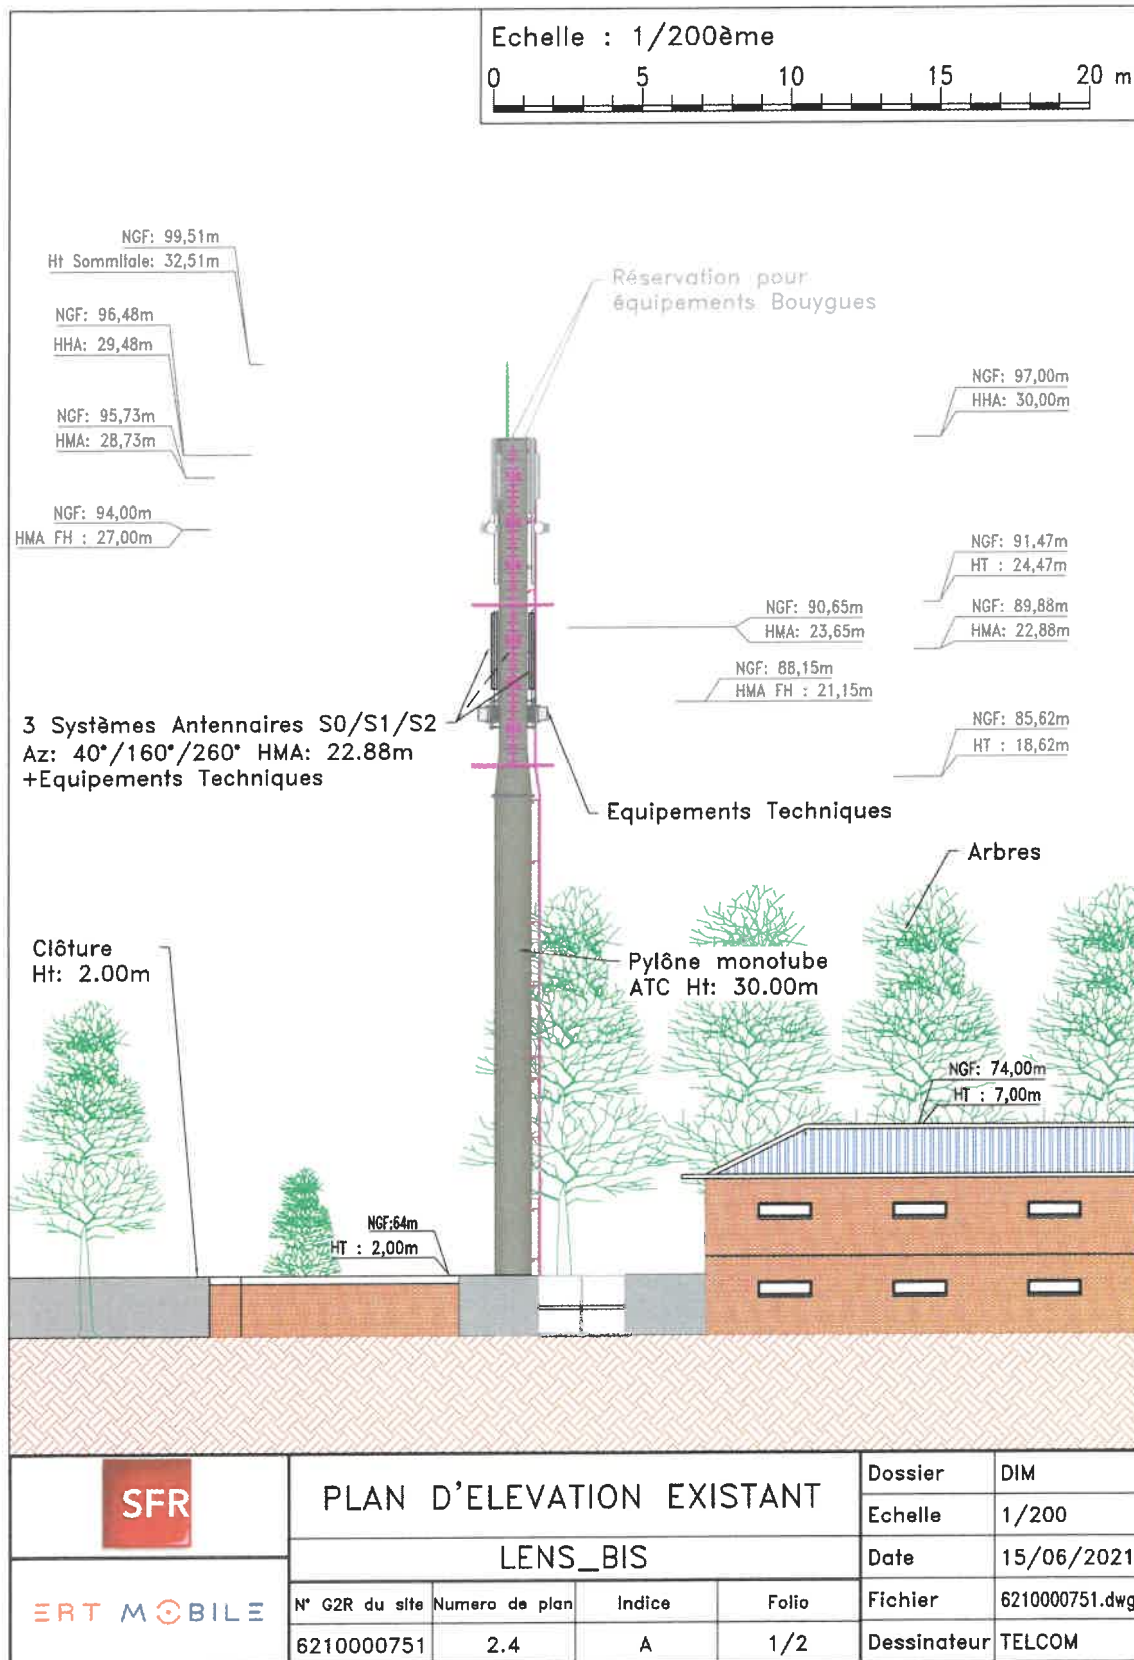 Echelle : 1/200ème
0 5 10 15 20 m
NGF: 99,51m
Ht Sommitale: 32,51m
Réservation pour
équipements Bouygues
NGF: 96,48m
HHA: 29,48m
NGF: 97,00m
HHA: 30,00m
NGF: 95,73m
HMA: 28,73m
NGF: 94,00m
HMA FH : 27,00m
NGF: 91,47m
HT : 24,47m
NGF: 90,65m
HMA: 23,65m
NGF: 89,88m
HMA: 22,88m
NGF: 88,15m
HMA FH : 21,15m
3 Systèmes Antennaires S0/S1/S2
Az: 40°/160°/260° HMA: 22.88m
+Equipements Techniques
NGF: 85,62m
HT : 18,62m
Equipements Techniques
Arbres
Clôture
Ht: 2.00m
Pylône monotube
ATC Ht: 30.00m
NGF: 74,00m
HT : 7,00m
NGF:64m
HT : 2,00m
SFR
ERT MOBILE
PLAN D'ELEVATION EXISTANT
LENS_BIS
N° G2R du site Numero de plan Indice Folio
6210000751 2.4 A 1/2
Dossier DIM
Echelle 1/200
Date 15/06/2021
Fichier 6210000751.dwg
Dessinateur TELCOM